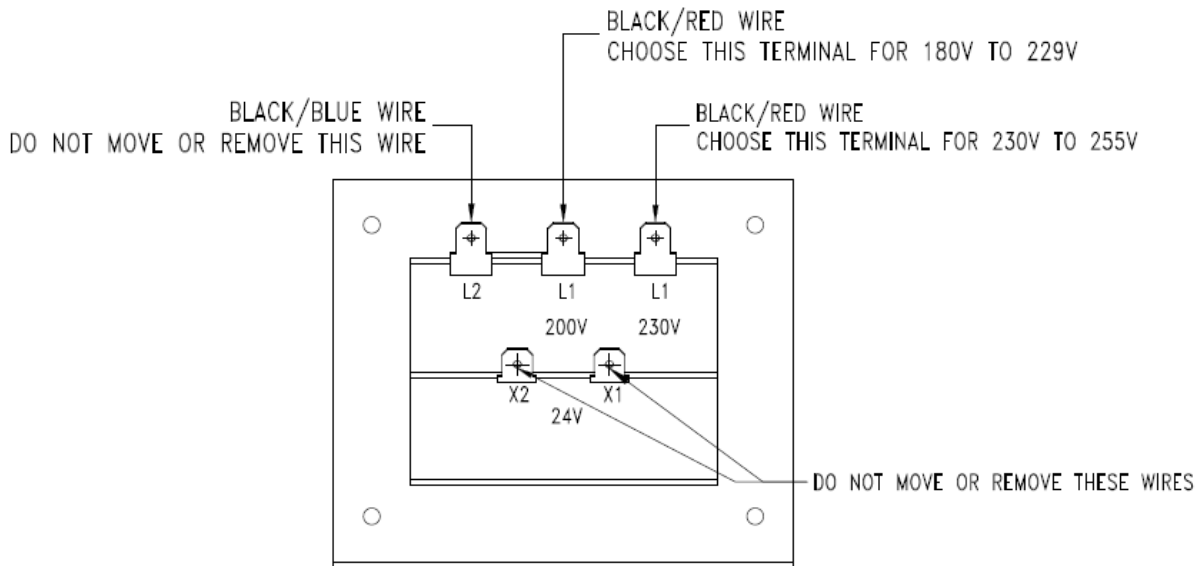 BLACK/RED WIRE
CHOOSE THIS TERMINAL FOR 180V TO 229V
BLACK/BLUE WIRE
DO NOT MOVE OR REMOVE THIS WIRE
BLACK/RED WIRE
CHOOSE THIS TERMINAL FOR 230V TO 255V
L2 L1 L1
200V 230V
X2 X1
24V
DO NOT MOVE OR REMOVE THESE WIRES